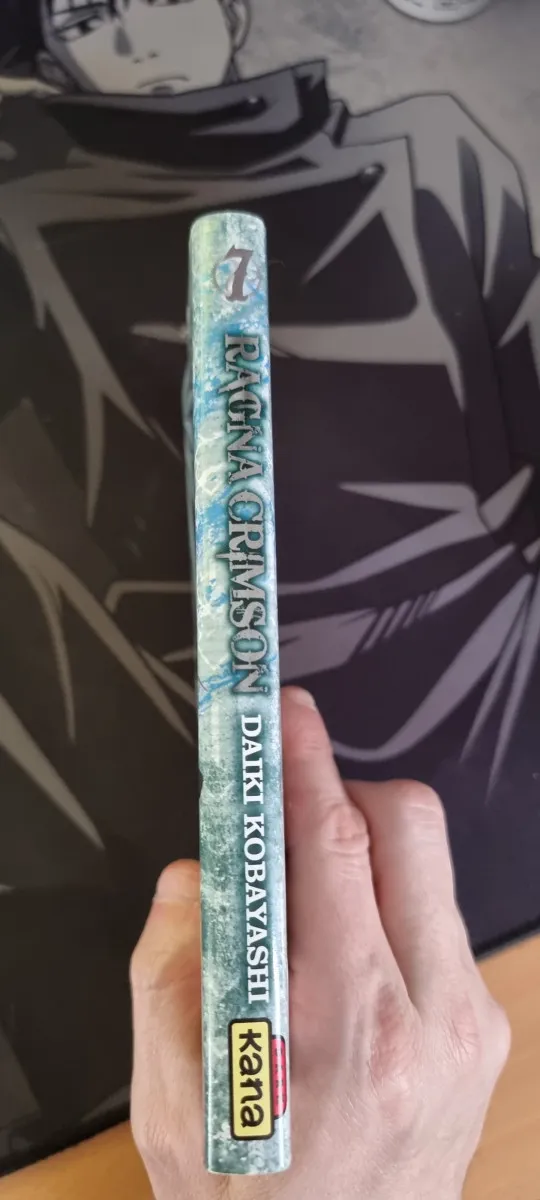 7
RAGNA CRIMSON
DAIKI KOBAYASHI
kana